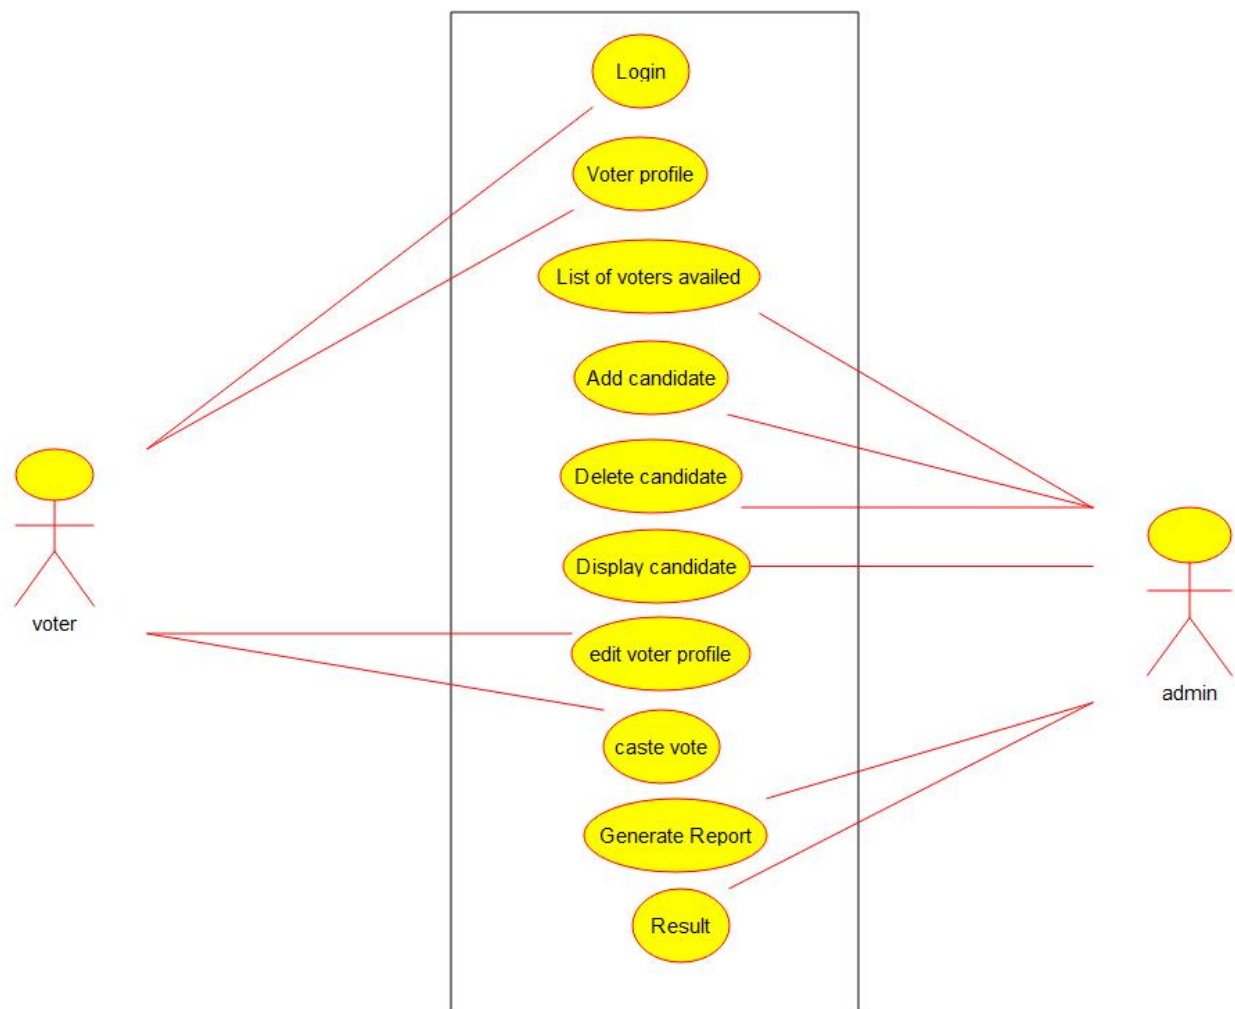 Login
Voter profile
List of voters availed
Add candidate
Delete candidate
Display candidate
edit voter profile
caste vote
Generate Report
Result
voter
admin